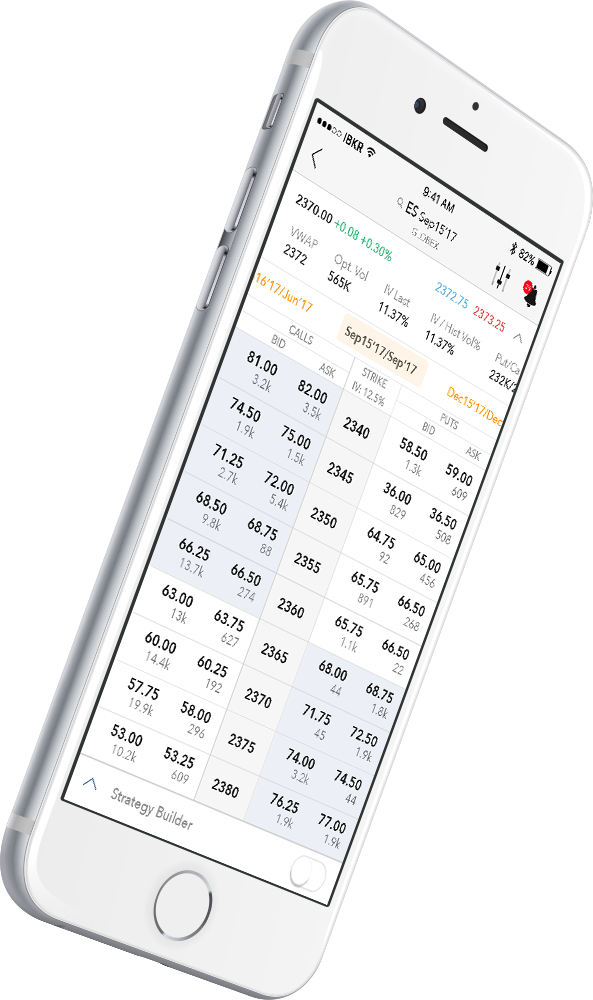 IBKR 9:41 AM 82%
ES Sep15'17
GLOBEX
2370.00 +0.08 +0.30% 2372.75 2373.25
VWAP Opt. Vol IV Last IV / Hist Vol% Put/Ca
2372 565K 11.37% 11.37% 232K/
16'17/Jun'17 Sep15'17/Sep'17 Dec15'17/Dec
CALLS STRIKE PUTS
BID ASK IV: 12.5% BID ASK
81.00 82.00 2340 58.50 59.00
3.2k 3.5k 1.3k 609
74.50 75.00 2345 36.00 36.50
1.9k 1.5k 829 508
71.25 72.00 2350 64.75 65.00
2.7k 5.4k 92 456
68.50 68.75 2355 65.75 66.50
9.8k 88 891 268
66.25 66.50 2360 65.75 66.50
13.7k 274 1.1k 22
63.00 63.75 2365 68.00 68.75
13k 627 44 1.8k
60.00 60.25 2370 71.75 72.50
14.4k 192 45 1.9k
57.75 58.00 2375 74.00 74.50
19.9k 296 3.2k 44
53.00 53.25 2380 76.25 77.00
10.2k 609 1.9k 1.9k
Strategy Builder